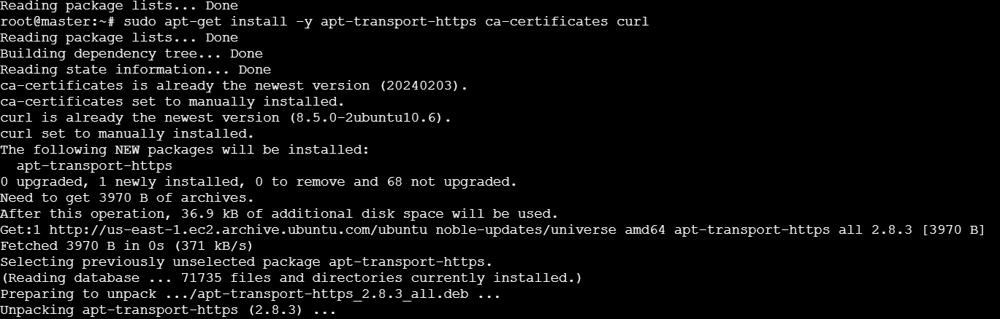 Reading package lists... Done
root@master:~# sudo apt-get install -y apt-transport-https ca-certificates curl
Reading package lists... Done
Building dependency tree... Done
Reading state information... Done
ca-certificates is already the newest version (20240203).
ca-certificates set to manually installed.
curl is already the newest version (8.5.0-2ubuntu10.6).
curl set to manually installed.
The following NEW packages will be installed:
  apt-transport-https
0 upgraded, 1 newly installed, 0 to remove and 68 not upgraded.
Need to get 3970 B of archives.
After this operation, 36.9 kB of additional disk space will be used.
Get:1 http://us-east-1.ec2.archive.ubuntu.com/ubuntu noble-updates/universe amd64 apt-transport-https all 2.8.3 [3970 B]
Fetched 3970 B in 0s (371 kB/s)
Selecting previously unselected package apt-transport-https.
(Reading database ... 71735 files and directories currently installed.)
Preparing to unpack .../apt-transport-https_2.8.3_all.deb ...
Unpacking apt-transport-https (2.8.3) ...